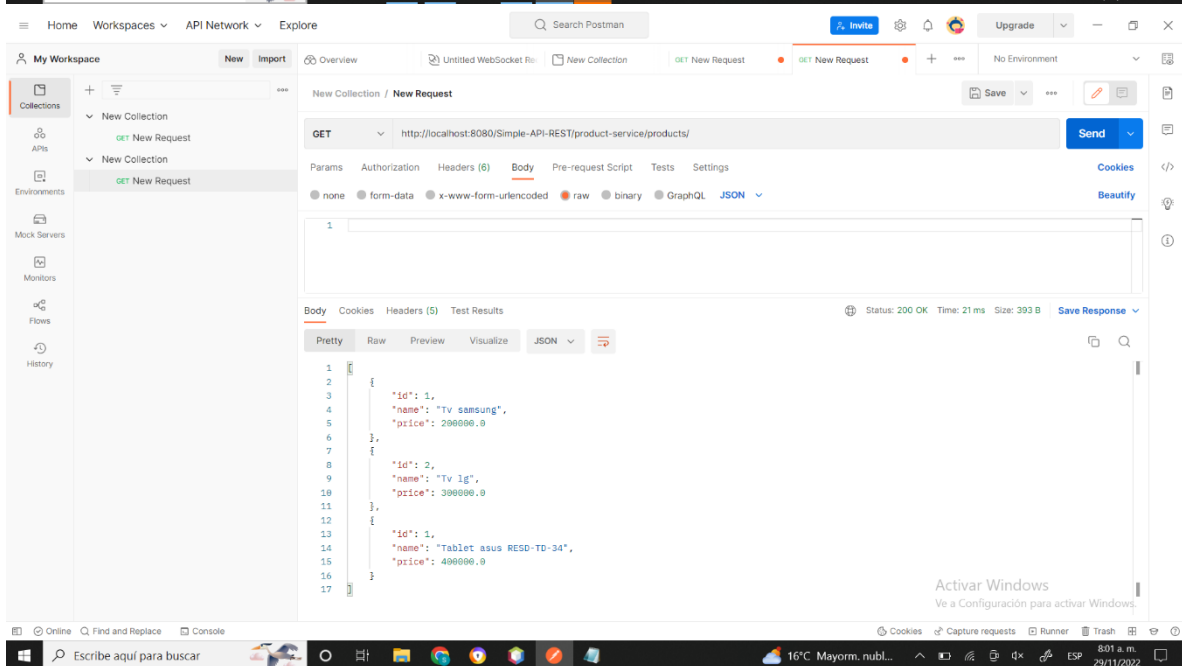 Home Workspaces API Network Explore Search Postman Invite Upgrade
My Workspace New Import Overview Untitled WebSocket Re New Collection GET New Request GET New Request No Environment
Collections
APIs
Environments
Mock Servers
Monitors
Flows
History
New Collection
GET New Request
New Collection
GET New Request
New Collection / New Request Save
GET http://localhost:8080/Simple-API-REST/product-service/products/ Send
Params Authorization Headers (6) Body Pre-request Script Tests Settings Cookies
none form-data x-www-form-urlencoded raw binary GraphQL JSON Beautify
1
Body Cookies Headers (5) Test Results Status: 200 OK Time: 21 ms Size: 393 B Save Response
Pretty Raw Preview Visualize JSON
1 [
2 {
3 "id": 1,
4 "name": "Tv samsung",
5 "price": 200000.0
6 },
7 {
8 "id": 2,
9 "name": "Tv lg",
10 "price": 300000.0
11 },
12 {
13 "id": 1,
14 "name": "Tablet asus RESD-TD-34",
15 "price": 400000.0
16 }
17 ]
Activar Windows
Ve a Configuración para activar Windows.
Online Find and Replace Console Cookies Capture requests Runner Trash
Escribe aquí para buscar 16°C Mayorm. nubl... ESP 8:01 a. m.
29/11/2022